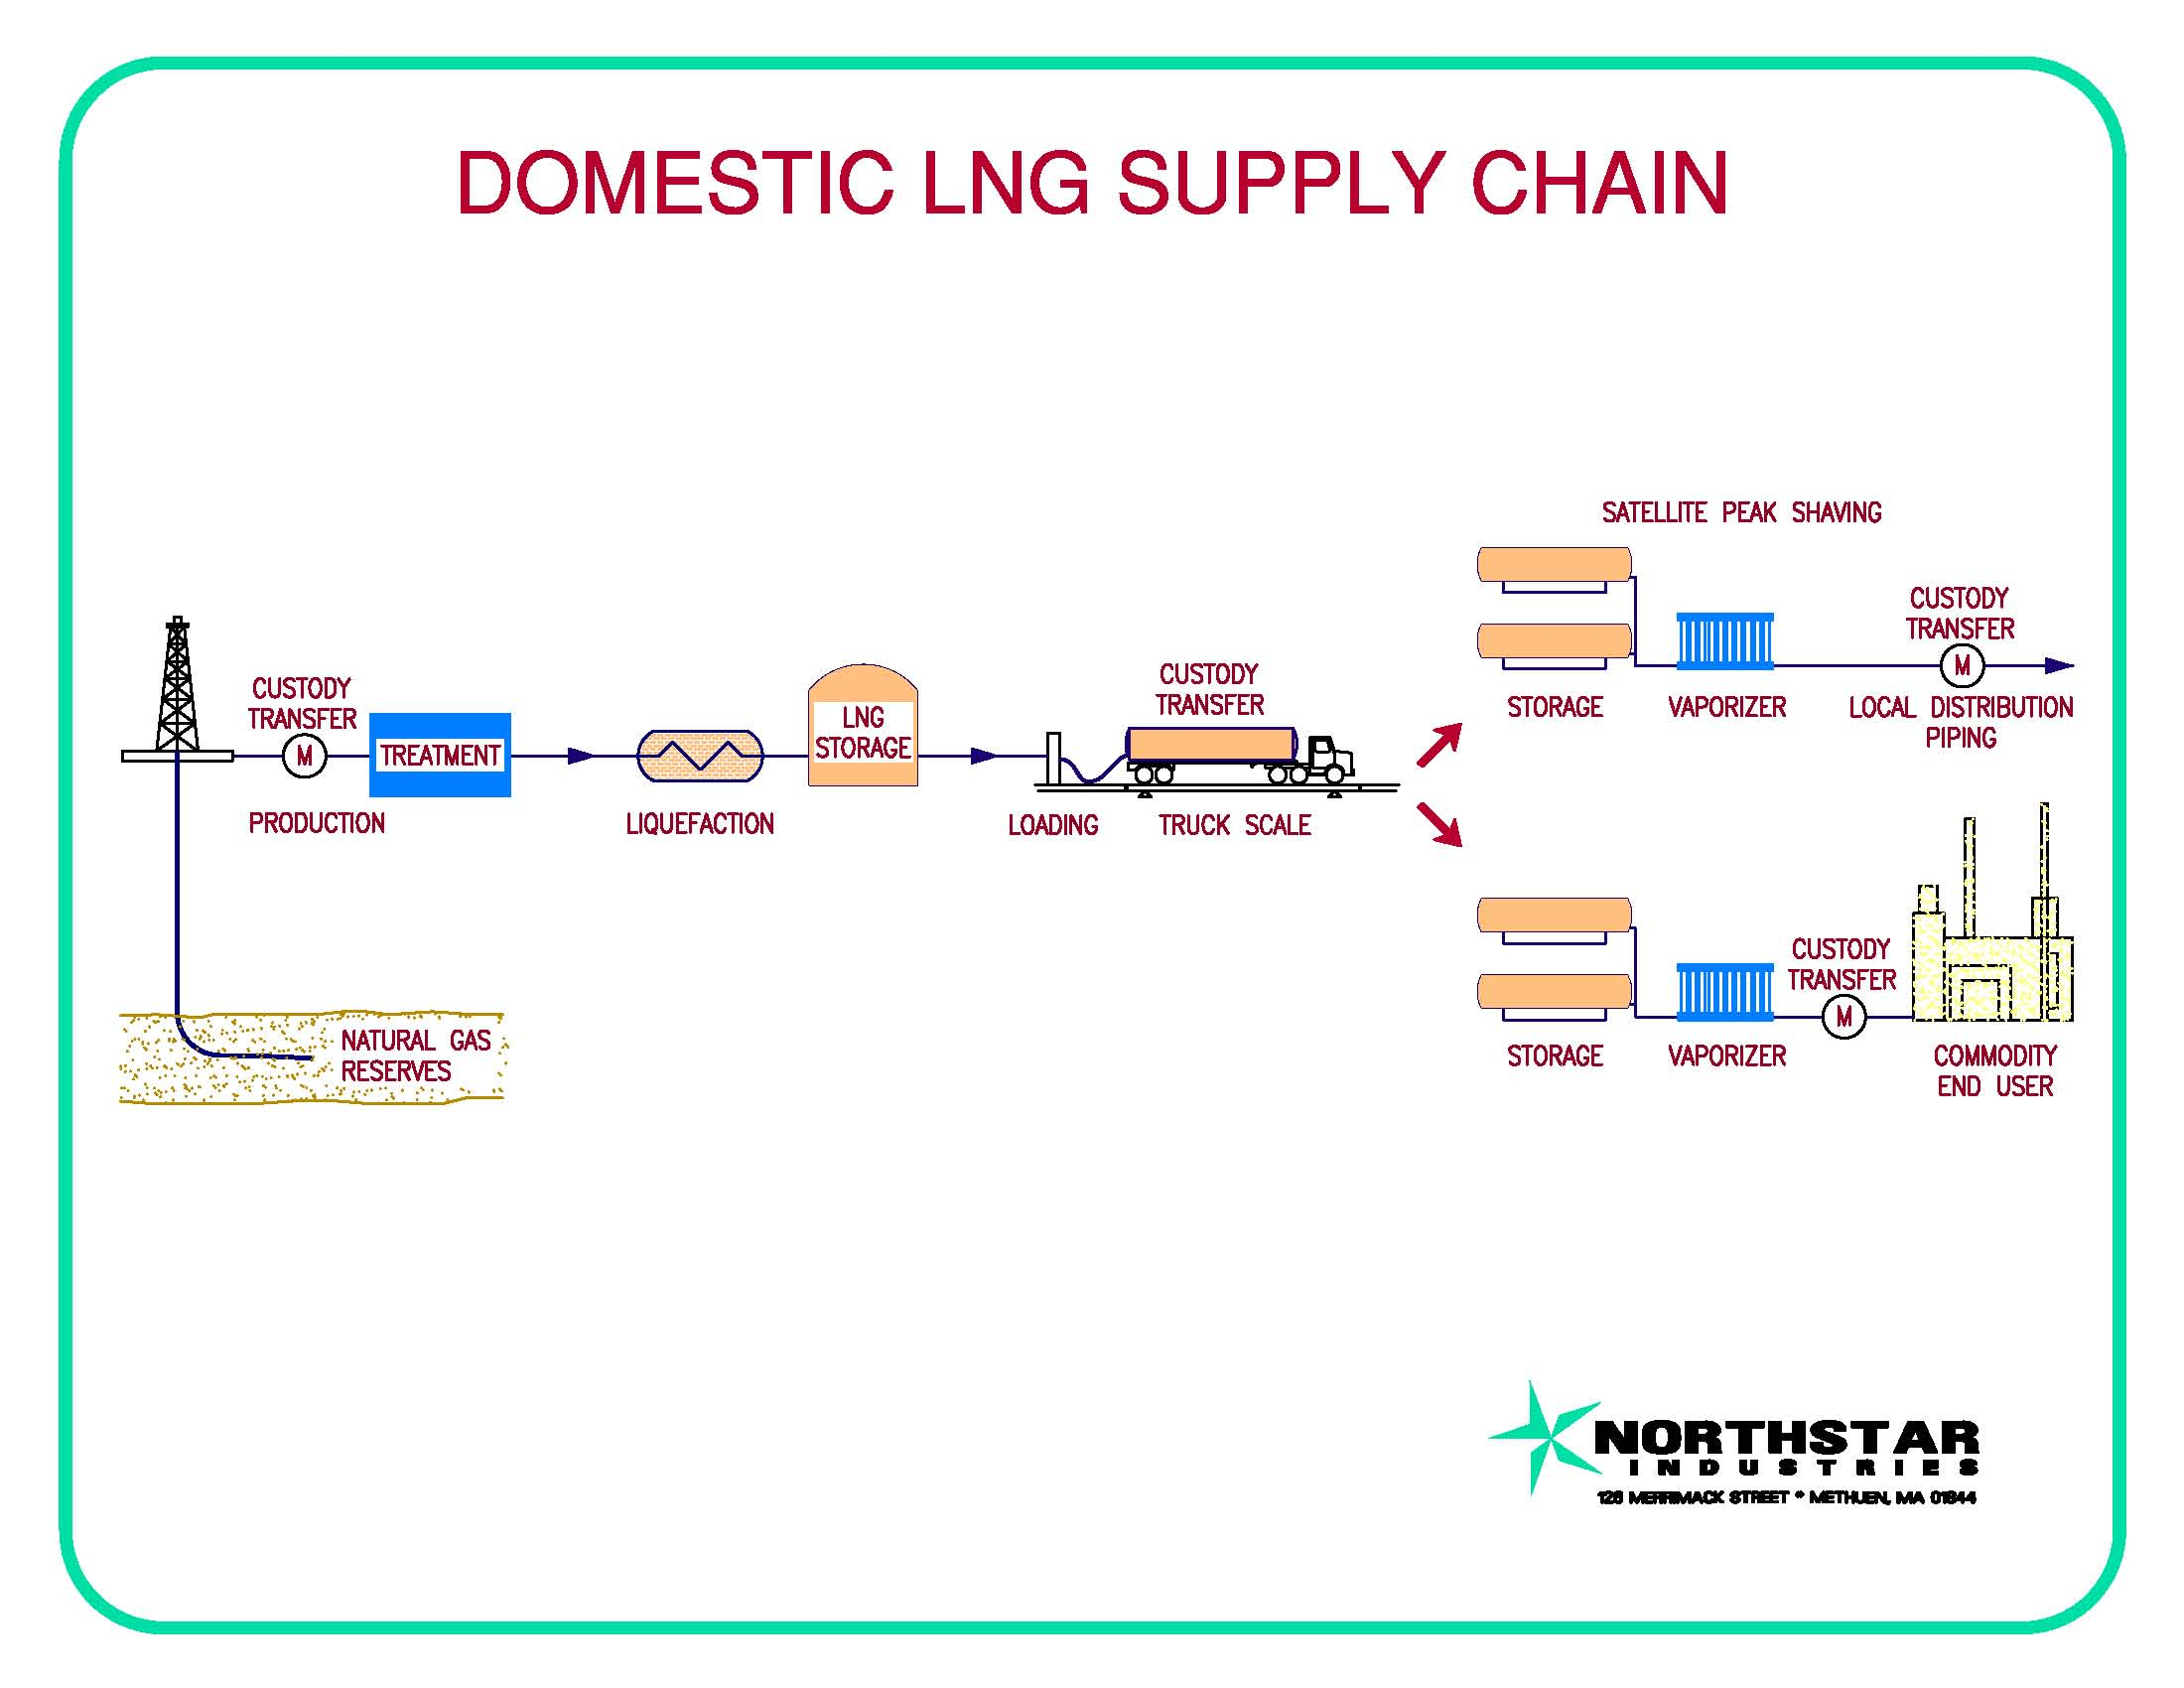 DOMESTIC LNG SUPPLY CHAIN
SATELLITE PEAK SHAVING
CUSTODY
TRANSFER
M
STORAGE
VAPORIZER
LOCAL DISTRIBUTION
PIPING
CUSTODY
TRANSFER
M
TREATMENT
PRODUCTION
LIQUEFACTION
LNG
STORAGE
CUSTODY
TRANSFER
LOADING
TRUCK SCALE
CUSTODY
TRANSFER
M
STORAGE
VAPORIZER
COMMODITY
END USER
NATURAL GAS
RESERVES
NORTHSTAR
INDUSTRIES
126 MERRIMACK STREET * METHUEN, MA 01844